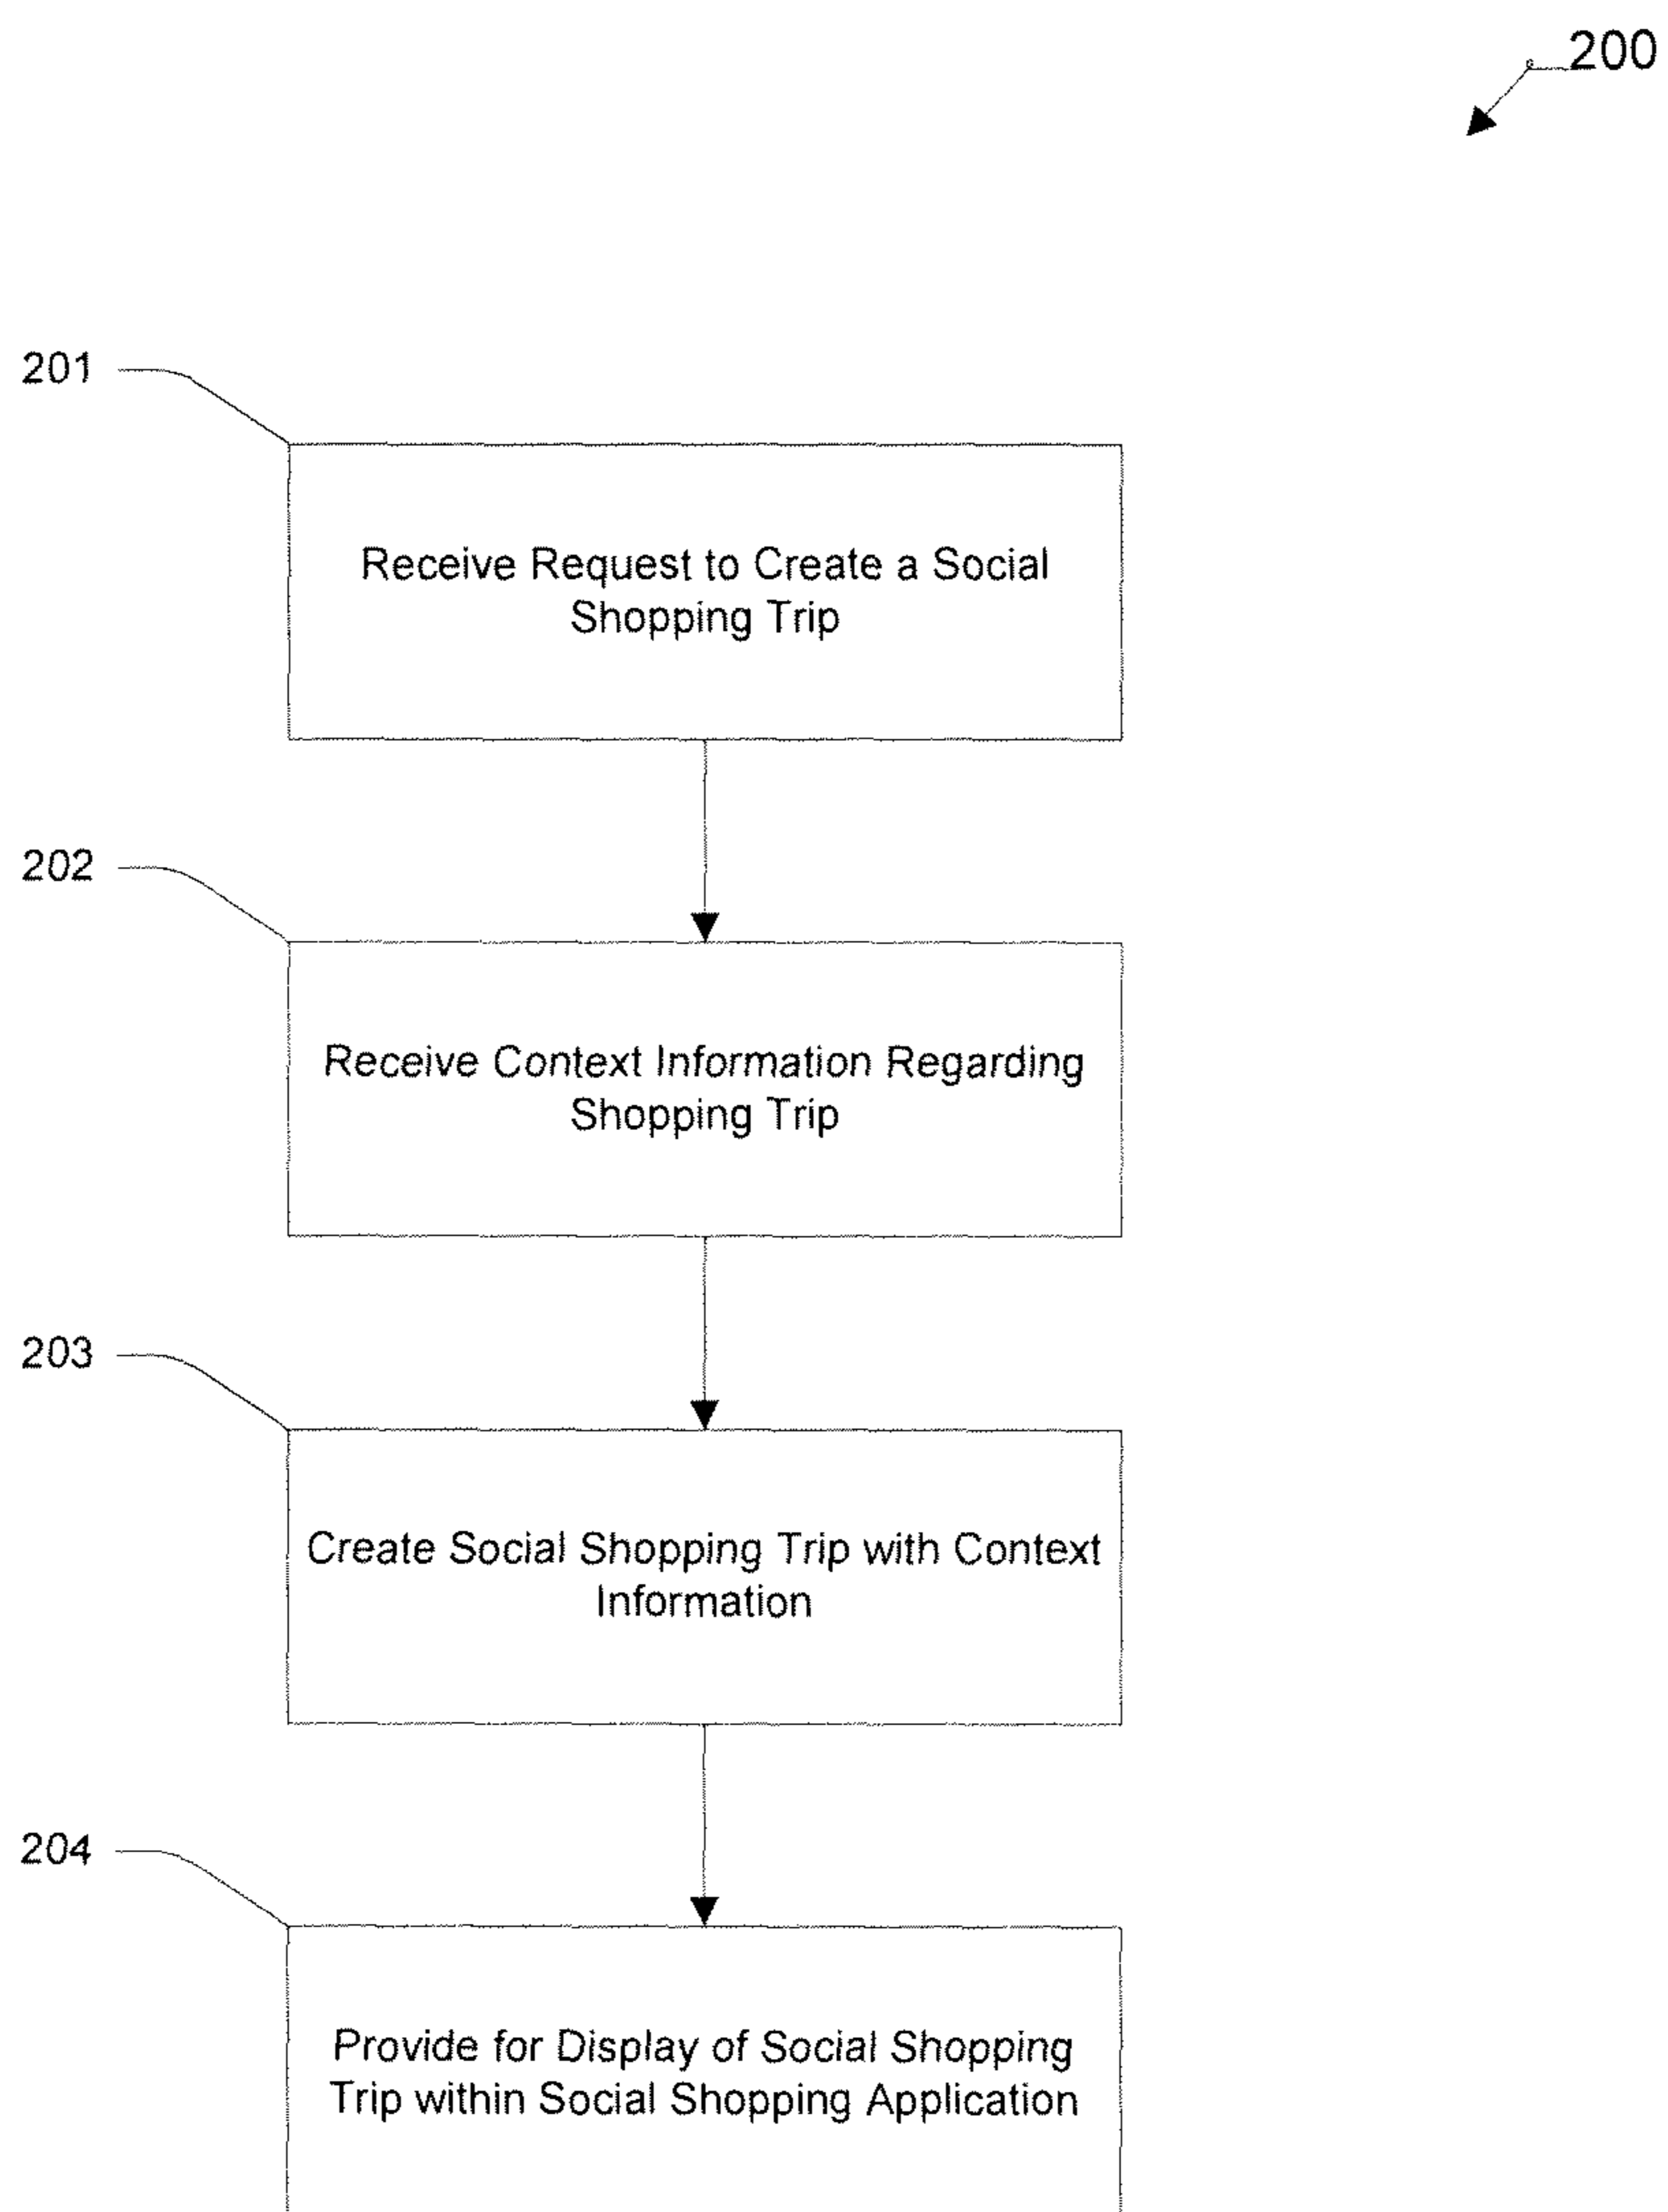 200
201
Receive Request to Create a Social
Shopping Trip
202
Receive Context Information Regarding
Shopping Trip
203
Create Social Shopping Trip with Context
Information
204
Provide for Display of Social Shopping
Trip within Social Shopping Application